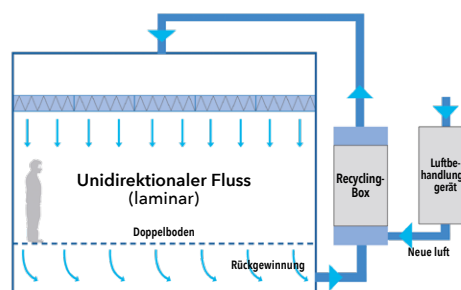 Unidirektionaler Fluss
(laminar)
Doppelboden
Rückgewinnung
Recycling-
Box
Luftbe-
handlung
gerät
Neue luft